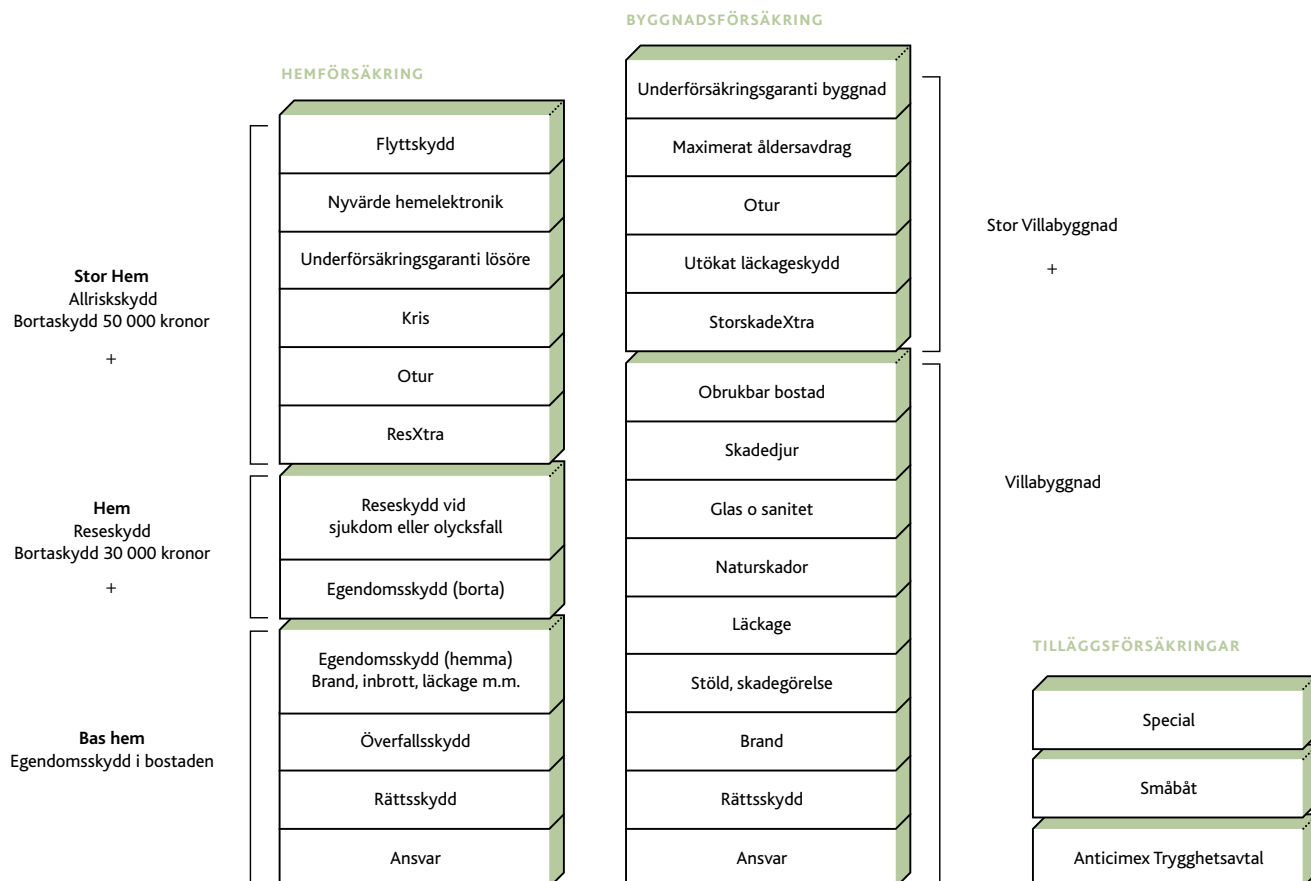 HEMFÖRSÄKRING
Stor Hem
Allriskskydd
Bortaskydd 50 000 kronor
+
Hem
Reseskydd
Bortaskydd 30 000 kronor
+
Bas hem
Egendomsskydd i bostaden
Flyttskydd
Nyvärde hemelektronik
Underförsäkringsgaranti lösöre
Kris
Otur
ResXtra
Reseskydd vid
sjukdom eller olycksfall
Egendomsskydd (borta)
Egendomsskydd (hemma)
Brand, inbrott, läckage m.m.
Överfallsskydd
Rättsskydd
Ansvar
BYGGNADSFÖRSÄKRING
Underförsäkringsgaranti byggnad
Maximerat åldersavdrag
Otur
Utökat läckageskydd
StorskadeXtra
Obrukbar bostad
Skadedjur
Glas o sanitet
Naturskador
Läckage
Stöld, skadegörelse
Brand
Rättsskydd
Ansvar
Stor Villabyggnad
+
Villabyggnad
TILLÄGGSFÖRSÄKRINGAR
Special
Småbåt
Anticimex Trygghetsavtal